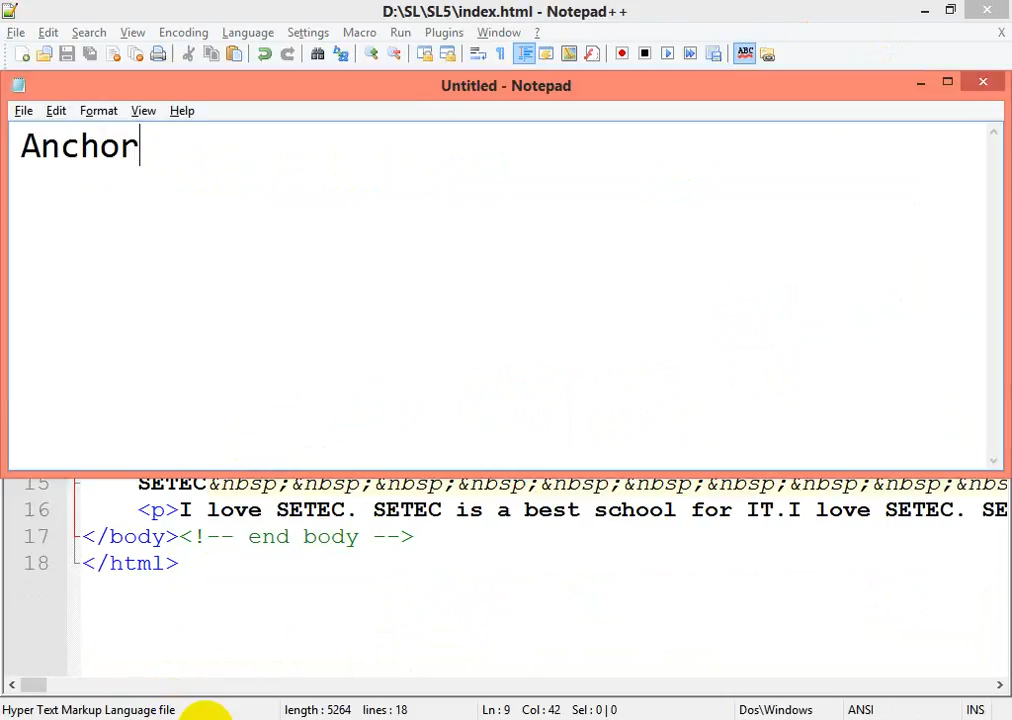 D:\SL\SL5\index.html - Notepad++
File Edit Search View Encoding Language Settings Macro Run Plugins Window ? X
ABC
Untitled - Notepad
File Edit Format View Help
Anchor
15 SETEC&nbsp;&nbsp;&nbsp;&nbsp;&nbsp;&nbsp;&nbsp;&nbsp;&nbs
16 <p>I love SETEC. SETEC is a best school for IT.I love SETEC. SE
17 </body><!-- end body -->
18 </html>
Hyper Text Markup Language file length : 5264 lines : 18 Ln : 9 Col : 42 Sel : 0 | 0 Dos\Windows ANSI INS